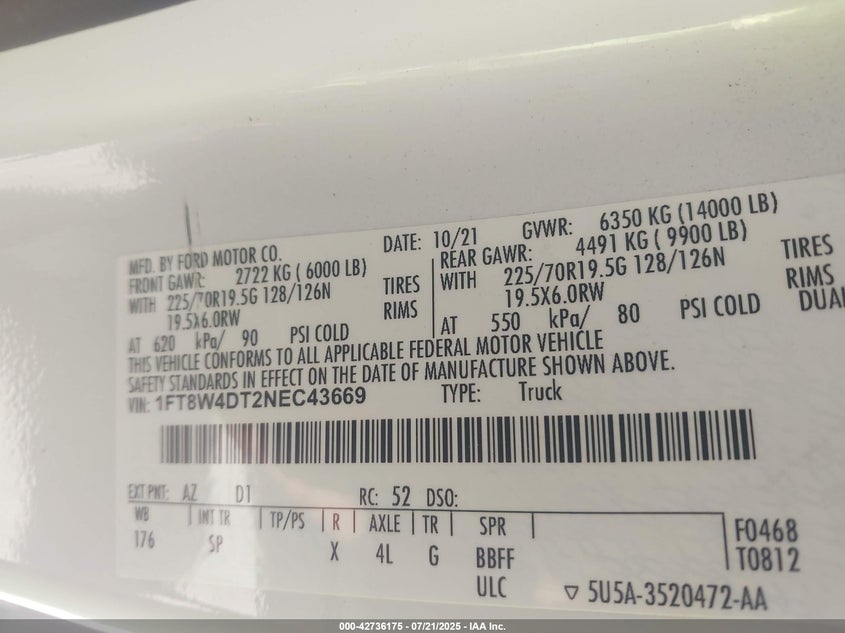 MFD. BY FORD MOTOR CO. DATE: 10/21 GVWR: 6350 KG (14000 LB)
FRONT GAWR: 2722 KG ( 6000 LB) REAR GAWR: 4491 KG ( 9900 LB)
WITH 225/70R19.5G 128/126N TIRES WITH 225/70R19.5G 128/126N TIRES
19.5X6.0RW RIMS 19.5X6.0RW RIMS
AT 620 kPa/ 90 PSI COLD AT 550 kPa/ 80 PSI COLD DUAL
THIS VEHICLE CONFORMS TO ALL APPLICABLE FEDERAL MOTOR VEHICLE
SAFETY STANDARDS IN EFFECT ON THE DATE OF MANUFACTURE SHOWN ABOVE.
VIN: 1FT8W4DT2NEC43669 TYPE: Truck
EXT PNT: AZ D1 RC: 52 DSO:
WB INT TR TP/PS R AXLE TR SPR F0468
176 SP X 4L G BBFF T0812
ULC ▽ 5U5A-3520472-AA
000-42736175 - 07/21/2025 - IAA Inc.